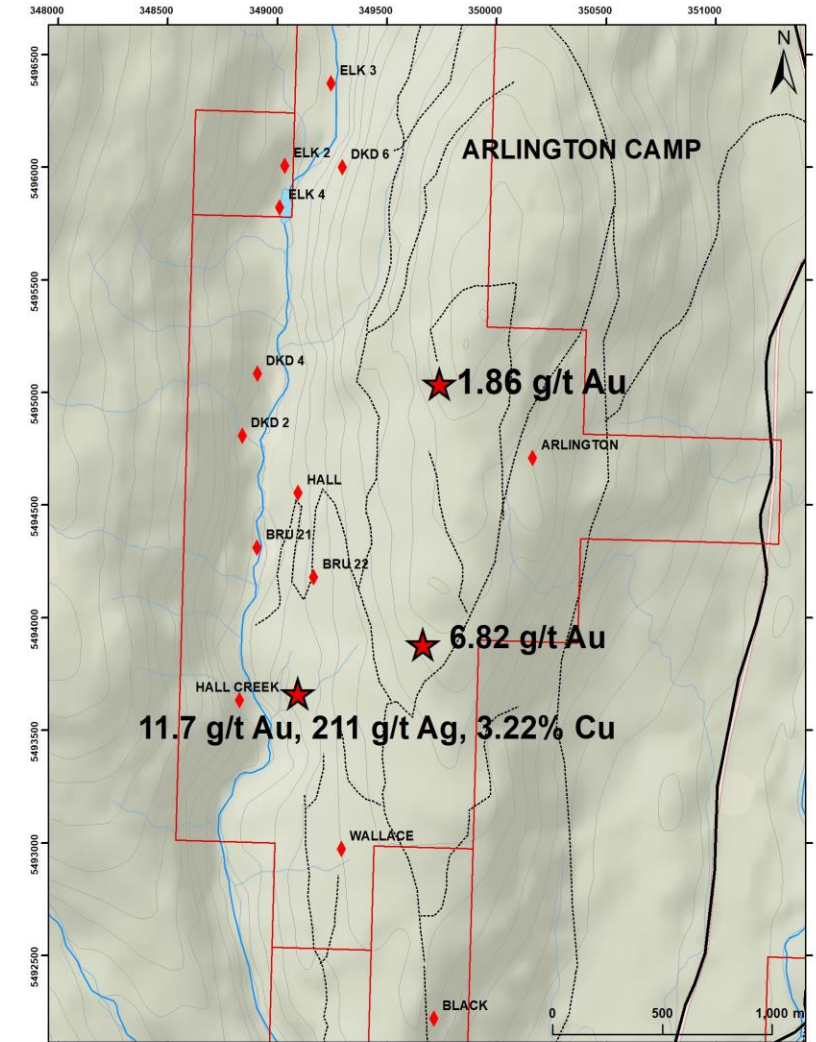 348000 348500 349000 349500 350000 350500 351000
5496500
5496000
5495500
5495000
5494500
5494000
5493500
5493000
5492500
N
ELK 3
ARLINGTON CAMP
ELK 2
DKD 6
ELK 4
DKD 4
1.86 g/t Au
DKD 2
ARLINGTON
HALL
BRU 21
BRU 22
6.82 g/t Au
HALL CREEK
11.7 g/t Au, 211 g/t Ag, 3.22% Cu
WALLACE
BLACK
0 500 1,000 m